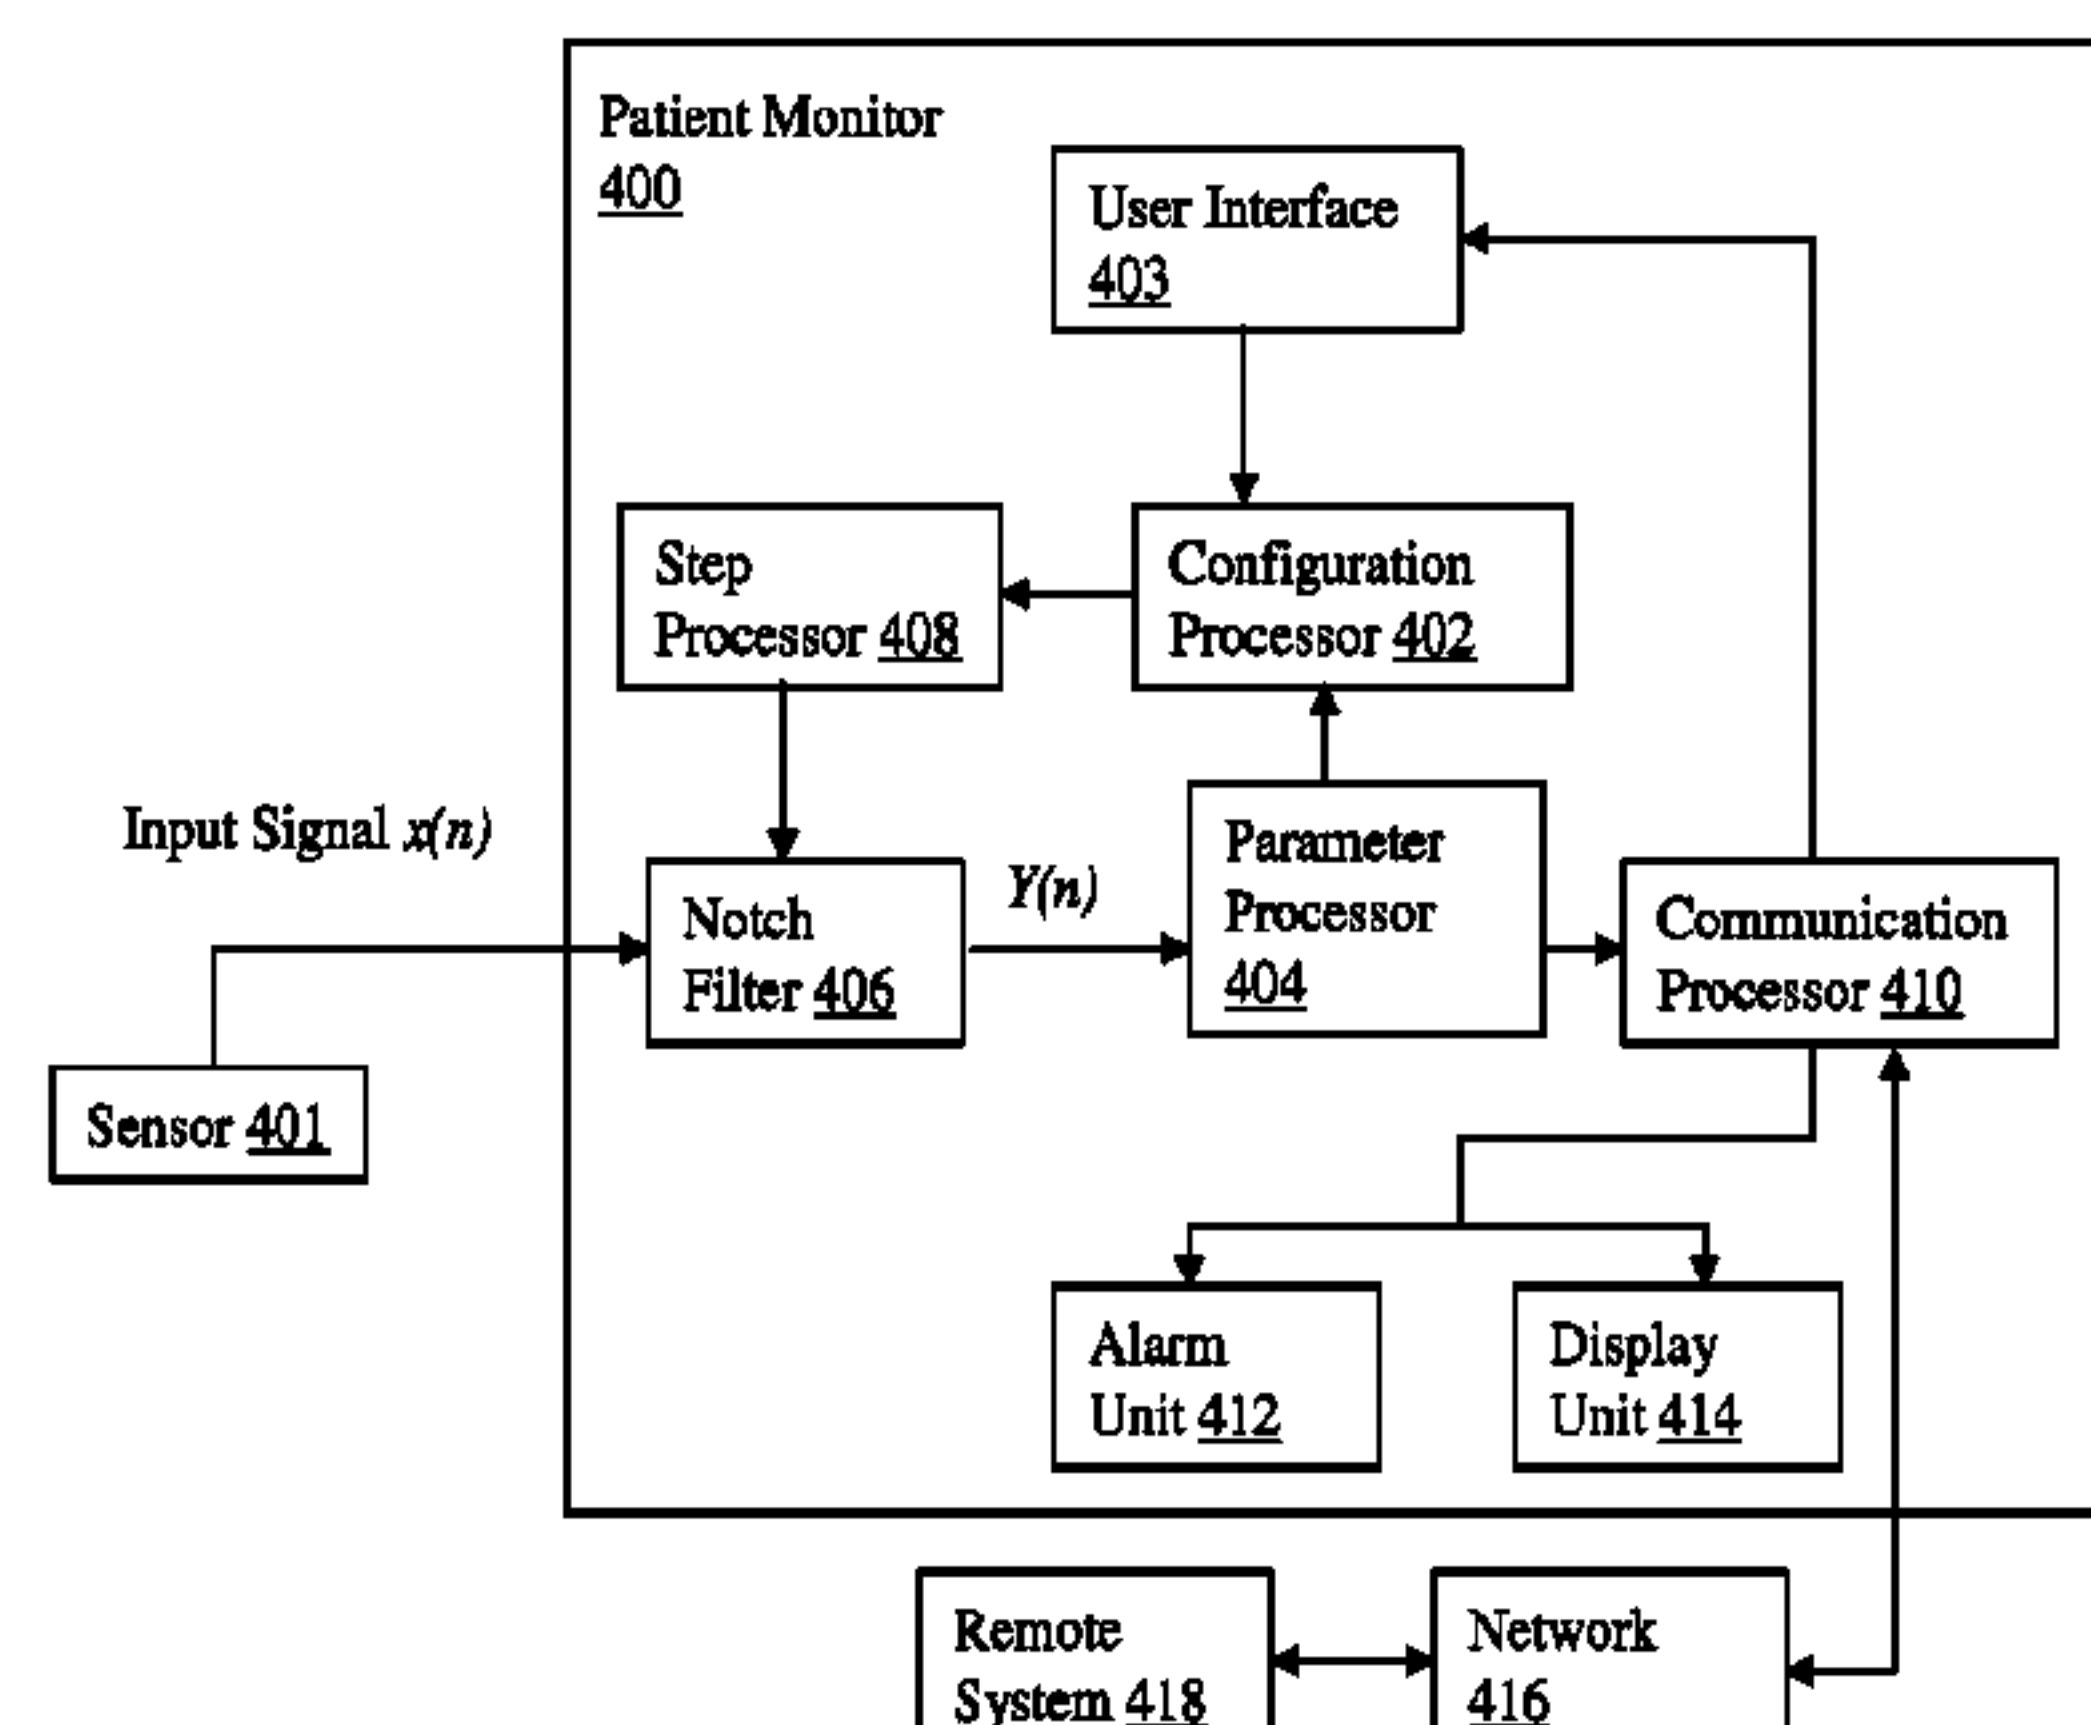 Patient Monitor
400
User Interface
403
Step
Processor 408
Configuration
Processor 402
Input Signal x(n)
Notch
Filter 406
Y(n)
Parameter
Processor
404
Communication
Processor 410
Sensor 401
Alarm
Unit 412
Display
Unit 414
Remote
System 418
Network
416